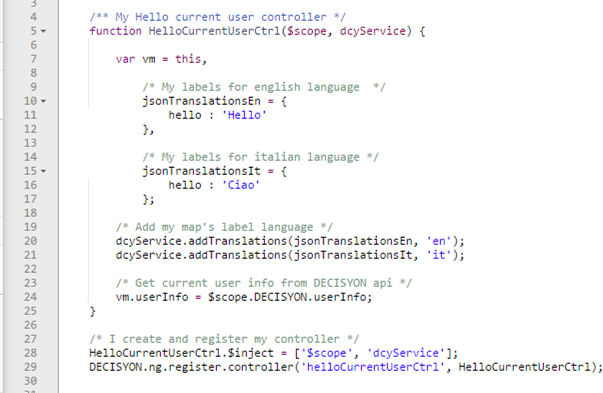 3
4 /** My Hello current user controller */
5 function HelloCurrentUserCtrl($scope, dcyService) {
6
7 var vm = this,
8
9 /* My labels for english language  */
10 jsonTranslationsEn = {
11 hello : 'Hello'
12 },
13
14 /* My labels for italian language */
15 jsonTranslationsIt = {
16 hello : 'Ciao'
17 };
18
19 /* Add my map's label language */
20 dcyService.addTranslations(jsonTranslationsEn, 'en');
21 dcyService.addTranslations(jsonTranslationsIt, 'it');
22
23 /* Get current user info from DECISYON api */
24 vm.userInfo = $scope.DECISYON.userInfo;
25 }
26
27 /* I create and register my controller */
28 HelloCurrentUserCtrl.$inject = ['$scope', 'dcyService'];
29 DECISYON.ng.register.controller('helloCurrentUserCtrl', HelloCurrentUserCtrl);
30
31